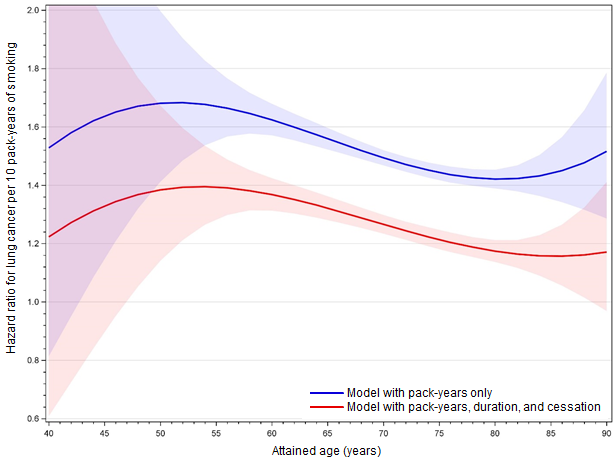 Hazard ratio for lung cancer per 10 pack-years of smoking
2.0
1.8
1.6
1.4
1.2
1.0
0.8
0.6
Model with pack-years only
Model with pack-years, duration, and cessation
40 45 50 55 60 65 70 75 80 85 90
Attained age (years)